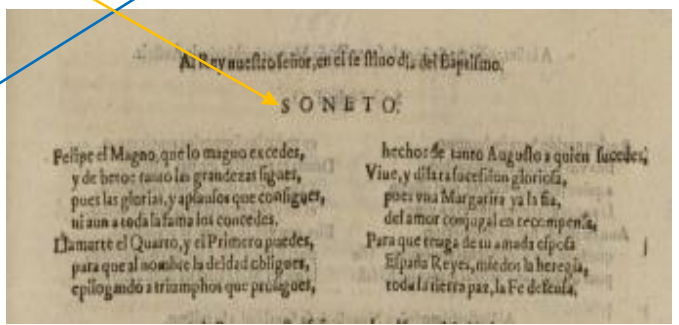 Al Rey nuestro señor, en el festiuo dia del Baptismo.
SONETO.
Felipe el Magno, que lo magno excedes,
y de heroe tanto las grandezas sigues,
pues las glorias, y aplausos que consigues,
ni aun a toda la fama los concedes.
Llamarte el Quarto, y el Primero puedes,
para que al nombre la deidad obligues,
epilogando a triumphos que prosigues,
hechos de tanto Augusto a quien sucedes;
Viue, y dilata sucession gloriosa,
pues vna Margarita ya la fia,
del amor conjugal en recompensa,
Para que tenga de tu amada esposa
España Reyes, miedos la heregia,
toda la tierra paz, la Fe defensa,